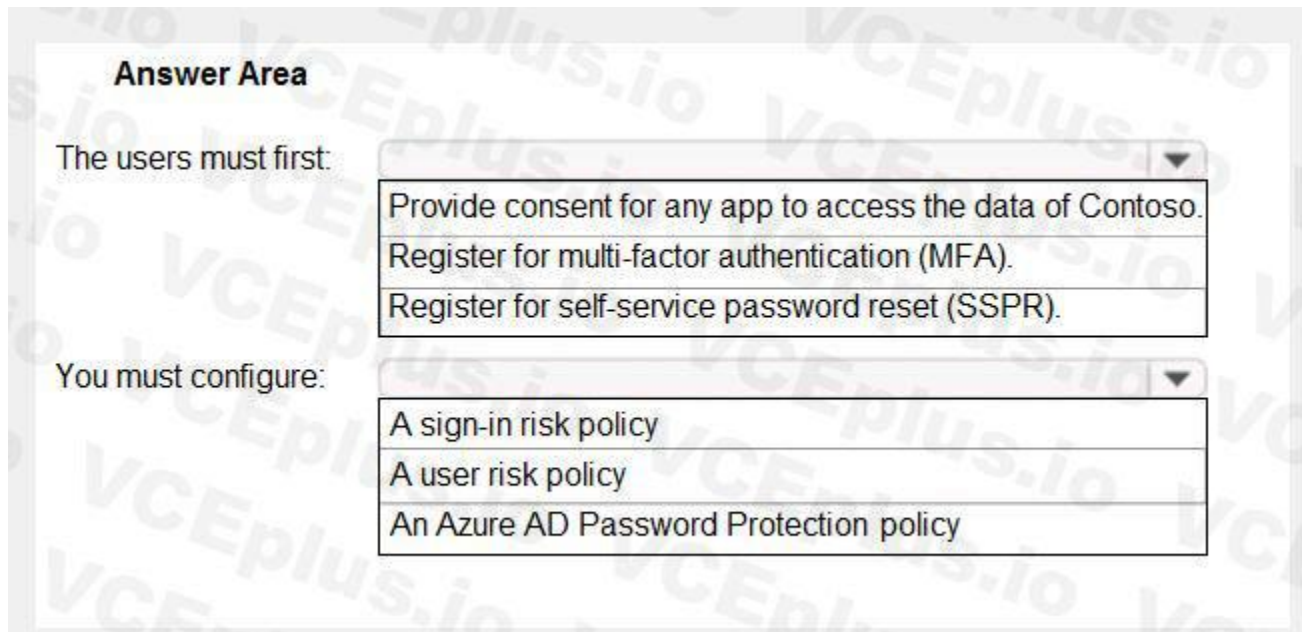 Answer Area
The users must first:
Provide consent for any app to access the data of Contoso.
Register for multi-factor authentication (MFA).
Register for self-service password reset (SSPR).
You must configure:
A sign-in risk policy
A user risk policy
An Azure AD Password Protection policy
VCEplus.io